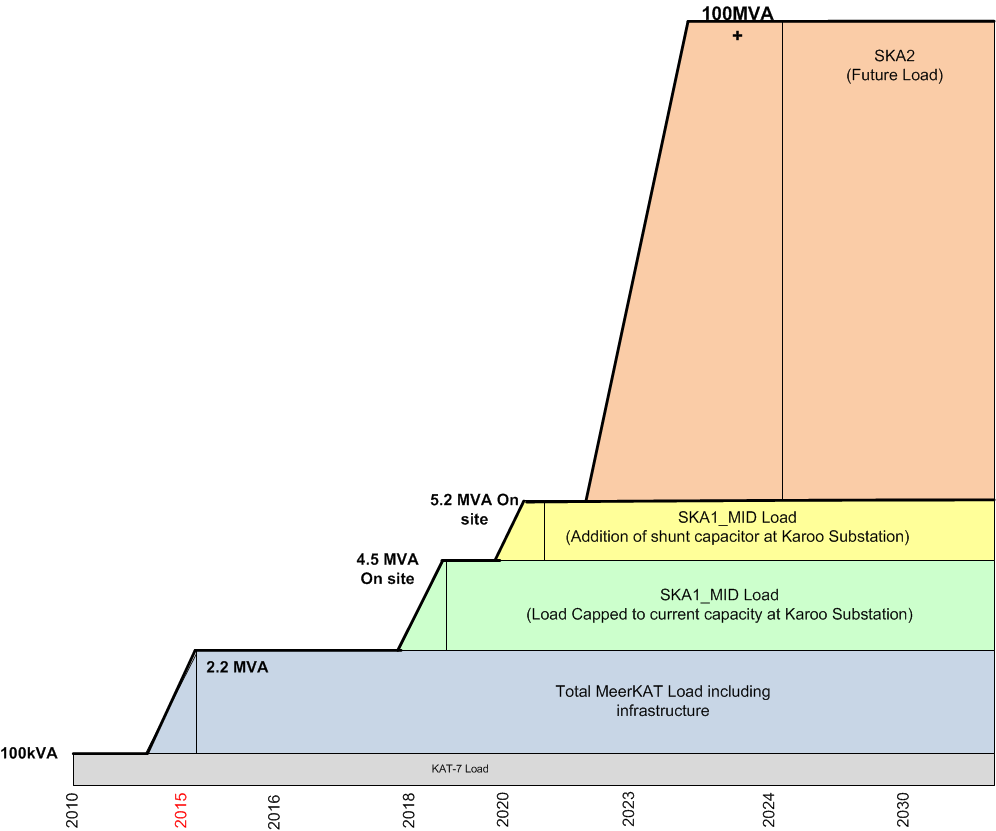 100MVA
+
SKA2
(Future Load)
5.2 MVA On
site
SKA1_MID Load
(Addition of shunt capacitor at Karoo Substation)
4.5 MVA
On site
SKA1_MID Load
(Load Capped to current capacity at Karoo Substation)
2.2 MVA
Total MeerKAT Load including
infrastructure
100kVA
KAT-7 Load
2010
2015
2016
2018
2020
2023
2024
2030